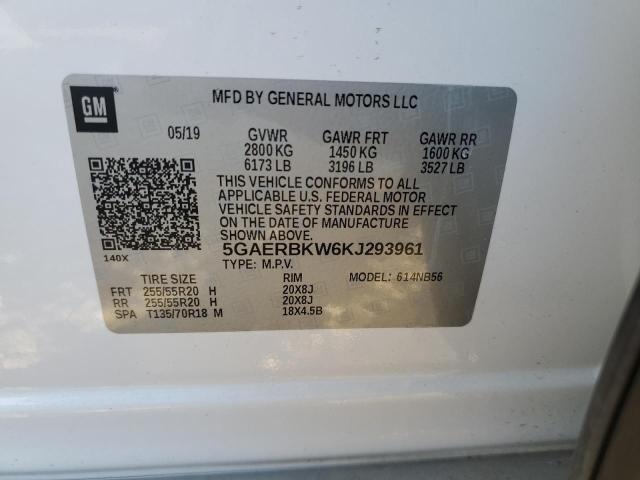 GM
MFD BY GENERAL MOTORS LLC
05/19 GVWR GAWR FRT GAWR RR
2800 KG 1450 KG 1600 KG
6173 LB 3196 LB 3527 LB
THIS VEHICLE CONFORMS TO ALL
APPLICABLE U.S. FEDERAL MOTOR
VEHICLE SAFETY STANDARDS IN EFFECT
ON THE DATE OF MANUFACTURE
SHOWN ABOVE.
5GAERBKW6KJ293961
140X
TYPE: M.P.V. MODEL: 614NB56
TIRE SIZE RIM
FRT 255/55R20 H 20X8J
RR 255/55R20 H 20X8J
SPA T135/70R18 M 18X4.5B